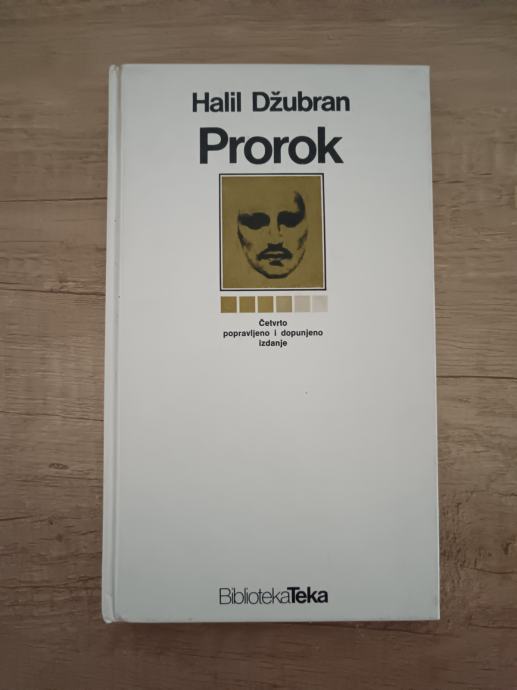 Halil Džubran
Prorok
Četvrto
popravljeno i dopunjeno
izdanje
BibliotekaTeka